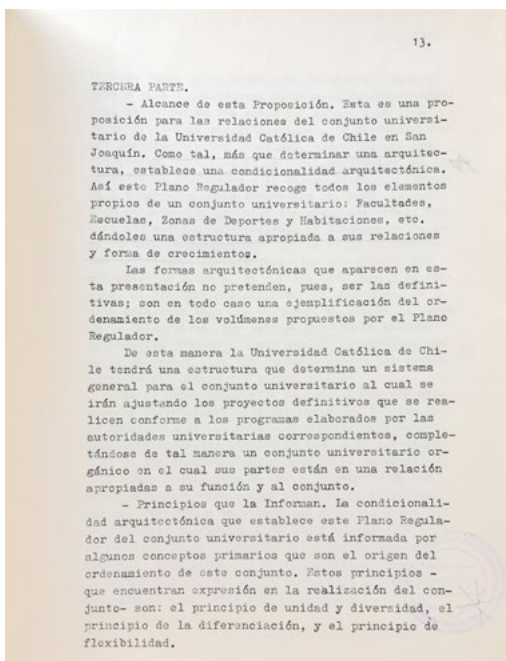 13.
TERCERA PARTE.
- Alcance de esta Proposición. Esta es una pro-
posición para las relaciones del conjunto universi-
tario de la Universidad Católica de Chile en San
Joaquín. Como tal, más que determinar una arquitec-
tura, establece una condicionalidad arquitectónica.
Así este Plano Regulador recoge todos los elementos
propios de un conjunto universitario: Facultades,
Escuelas, Zonas de Deportes y Habitaciones, etc.
dándoles una estructura apropiada a sus relaciones
y forma de crecimientos.
Las formas arquitectónicas que aparecen en es-
ta presentación no pretenden, pues, ser las defini-
tivas; son en todo caso una ejemplificación del or-
denamiento de los volúmenes propuestos por el Plano
Regulador.
De esta manera la Universidad Católica de Chi-
le tendrá una estructura que determina un sistema
general para el conjunto universitario al cual se
irán ajustando los proyectos definitivos que se rea-
licen conforme a los programas elaborados por las
autoridades universitarias correspondientes, comple-
tándose de tal manera un conjunto universitario or-
gánico en el cual sus partes están en una relación
apropiadas a su función y al conjunto.
- Principios que la Informan. La condicionali-
dad arquitectónica que establece este Plano Regula-
dor del conjunto universitario está informada por
algunos conceptos primarios que son el origen del
ordenamiento de este conjunto. Estos principios -
que encuentran expresión en la realización del con-
junto- son: el principio de unidad y diversidad, el
principio de la diferenciación, y el principio de
flexibilidad.